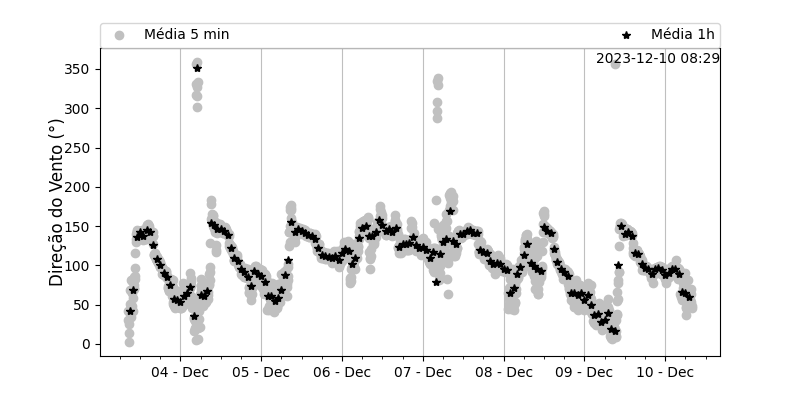 Média 5 min
Média 1h
2023-12-10 08:29
Direção do Vento (°)
350
300
250
200
150
100
50
0
04 - Dec
05 - Dec
06 - Dec
07 - Dec
08 - Dec
09 - Dec
10 - Dec